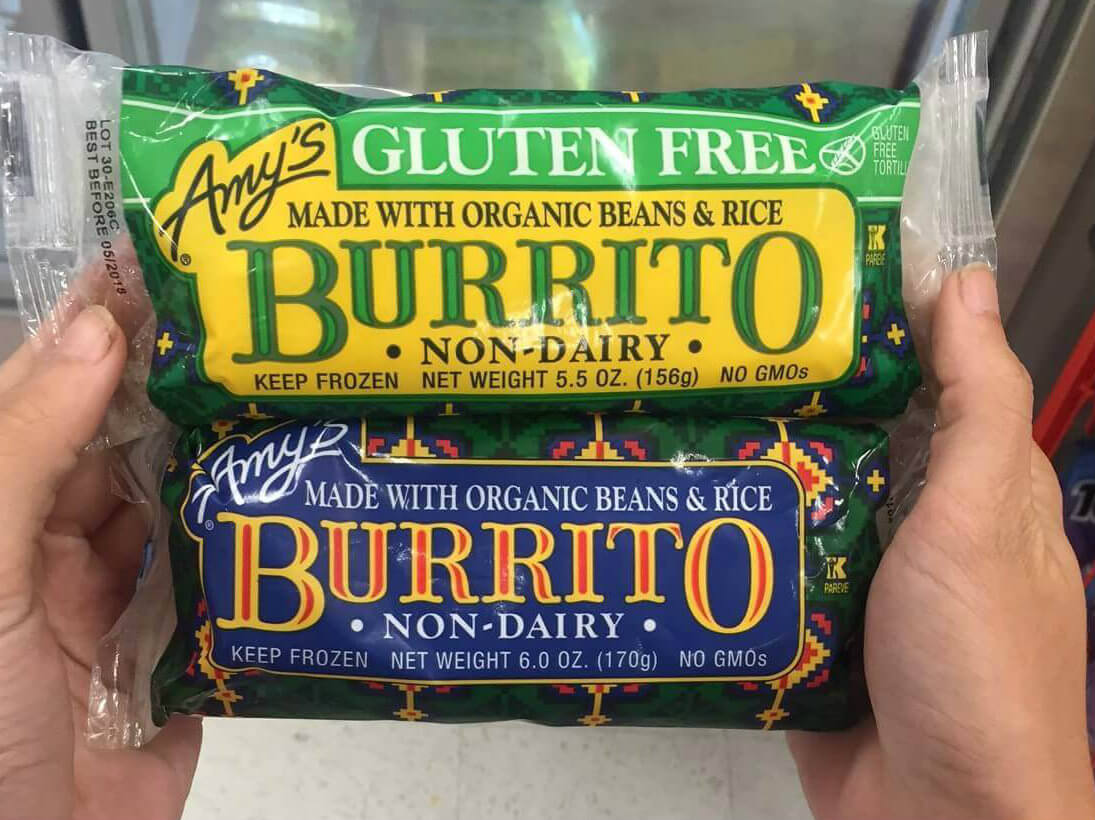 LOT 30-E206C
BEST BEFORE 05/2018
Amy's
GLUTEN FREE
GLUTEN
FREE
MADE WITH ORGANIC BEANS & RICE
BURRITO
K
PAREVE
• NON-DAIRY •
KEEP FROZEN NET WEIGHT 5.5 OZ. (156g) NO GMOs
Amy's
®
MADE WITH ORGANIC BEANS & RICE
BURRITO
K
PAREVE
• NON-DAIRY •
KEEP FROZEN NET WEIGHT 6.0 OZ. (170g) NO GMOs